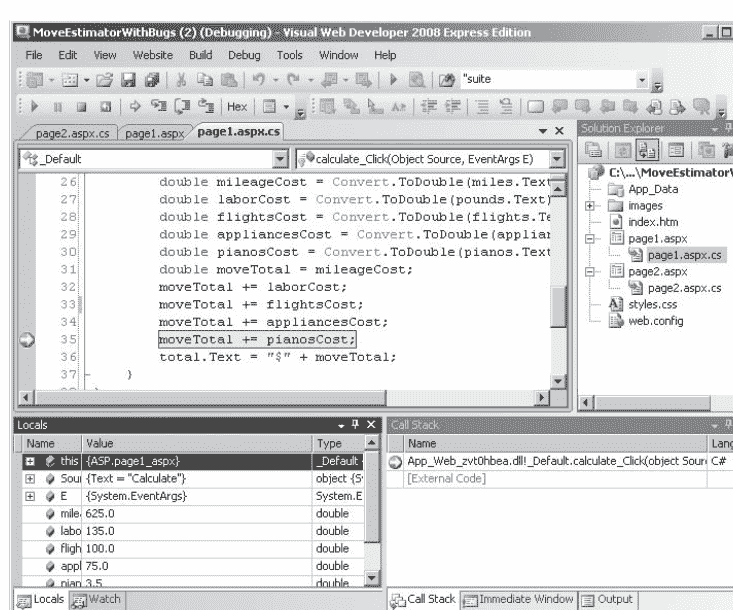 MoveEstimatorWithBugs (2) (Debugging) - Visual Web Developer 2008 Express Edition
File Edit View Website Build Debug Tools Window Help
"suite
Hex
page2.aspx.cs page1.aspx page1.aspx.cs
_Default
calculate_Click(Object Source, EventArgs E)
26 double mileageCost = Convert.ToDouble(miles.Text
27 double laborCost = Convert.ToDouble(pounds.Text)
28 double flightsCost = Convert.ToDouble(flights.Te
29 double appliancesCost = Convert.ToDouble(applian
30 double pianosCost = Convert.ToDouble(pianos.Text
31 double moveTotal = mileageCost;
32 moveTotal += laborCost;
33 moveTotal += flightsCost;
34 moveTotal += appliancesCost;
35 moveTotal += pianosCost;
36 total.Text = "$" + moveTotal;
37 }
Solution Explorer
C:\...\MoveEstimatorW
App_Data
images
index.htm
page1.aspx
page1.aspx.cs
page2.aspx
page2.aspx.cs
styles.css
web.config
Locals
Name Value Type
this {ASP.page1_aspx} _Default
Sour {Text = "Calculate"} object {S
E {System.EventArgs} System.E
mile 625.0 double
labo 135.0 double
fligh 100.0 double
appl 75.0 double
pian 3.5 double
Locals Watch
Call Stack
Name Lang
App_Web_zvt0hbea.dll!_Default.calculate_Click(object Sour C#
[External Code]
Call Stack Immediate Window Output